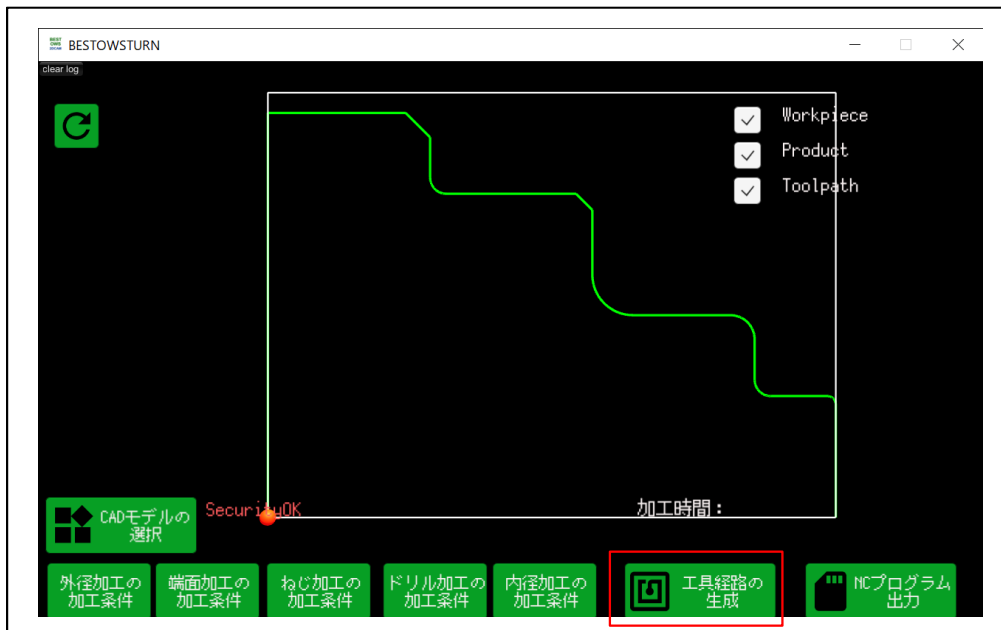 BESTOWSTURN
clear log
Workpiece
Product
Toolpath
CADモデルの
選択
SecurityOK
加工時間：
外径加工の
加工条件
端面加工の
加工条件
ねじ加工の
加工条件
ドリル加工の
加工条件
内径加工の
加工条件
工具経路の
生成
NCプログラム
出力